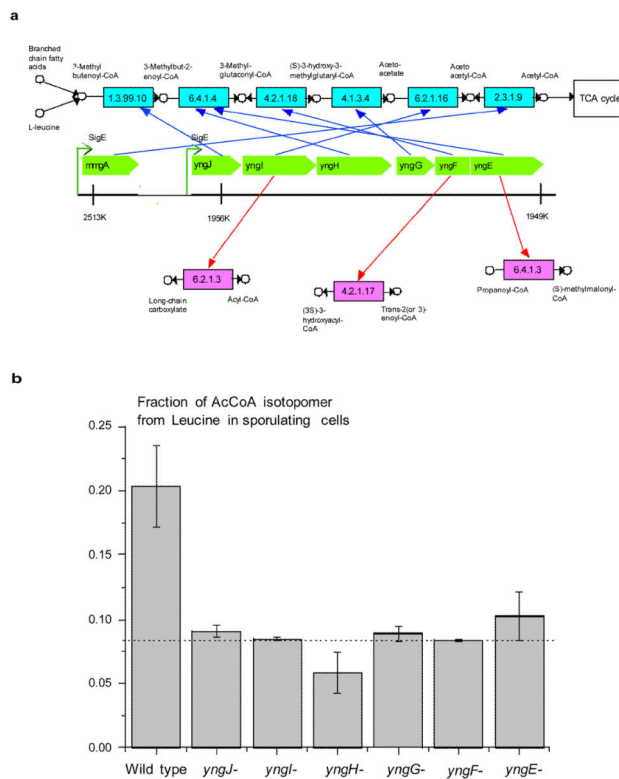 a
Branched
chain fatty
acids
L-leucine
3-Methyl
butenoyl-CoA
3-Methylbut-2-
enoyl-CoA
3-Methyl-
glutaconyl-CoA
(S)-3-hydroxy-3-
methylglutaryl-CoA
Aceto-
acetate
Aceto
acetyl-CoA
Acetyl-CoA
1.3.99.10
6.4.1.4
4.2.1.18
4.1.3.4
6.2.1.16
2.3.1.9
TCA cycle
SigE
SigE
mmgA
yngJ
yngI
yngH
yngG
yngF
yngE
2513K
1956K
1949K
6.2.1.3
Long-chain
carboxylate
Acyl-CoA
4.2.1.17
(3S)-3-
hydroxyacyl-
CoA
Trans-2(or 3)-
enoyl-CoA
6.4.1.3
Propanoyl-CoA
(S)-methylmalonyl-
CoA
b
Fraction of AcCoA isotopomer
from Leucine in sporulating cells
0.25
0.20
0.15
0.10
0.05
0.00
Wild type
yngJ-
yngI-
yngH-
yngG-
yngF-
yngE-